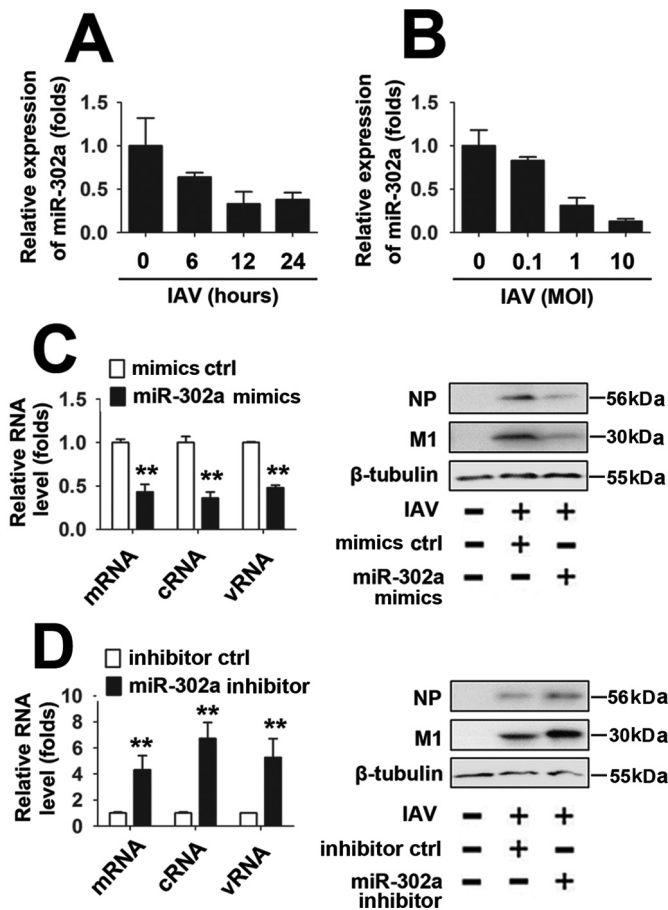 A
Relative expression
of miR-302a (folds)
1.5
1.0
0.5
0.0
0 6 12 24
IAV (hours)
B
Relative expression
of miR-302a (folds)
1.5
1.0
0.5
0.0
0 0.1 1 10
IAV (MOI)
C
mimics ctrl
miR-302a mimics
Relative RNA
level (folds)
1.5
1.0
0.5
0.0
** ** **
mRNA cRNA vRNA
NP 56kDa
M1 30kDa
β-tubulin 55kDa
IAV - + +
mimics ctrl - + -
miR-302a - - +
mimics
D
inhibitor ctrl
miR-302a inhibitor
Relative RNA
level (folds)
10
8
6
4
2
0
** ** **
mRNA cRNA vRNA
NP 56kDa
M1 30kDa
β-tubulin 55kDa
IAV - + +
inhibitor ctrl - + -
miR-302a - - +
inhibitor